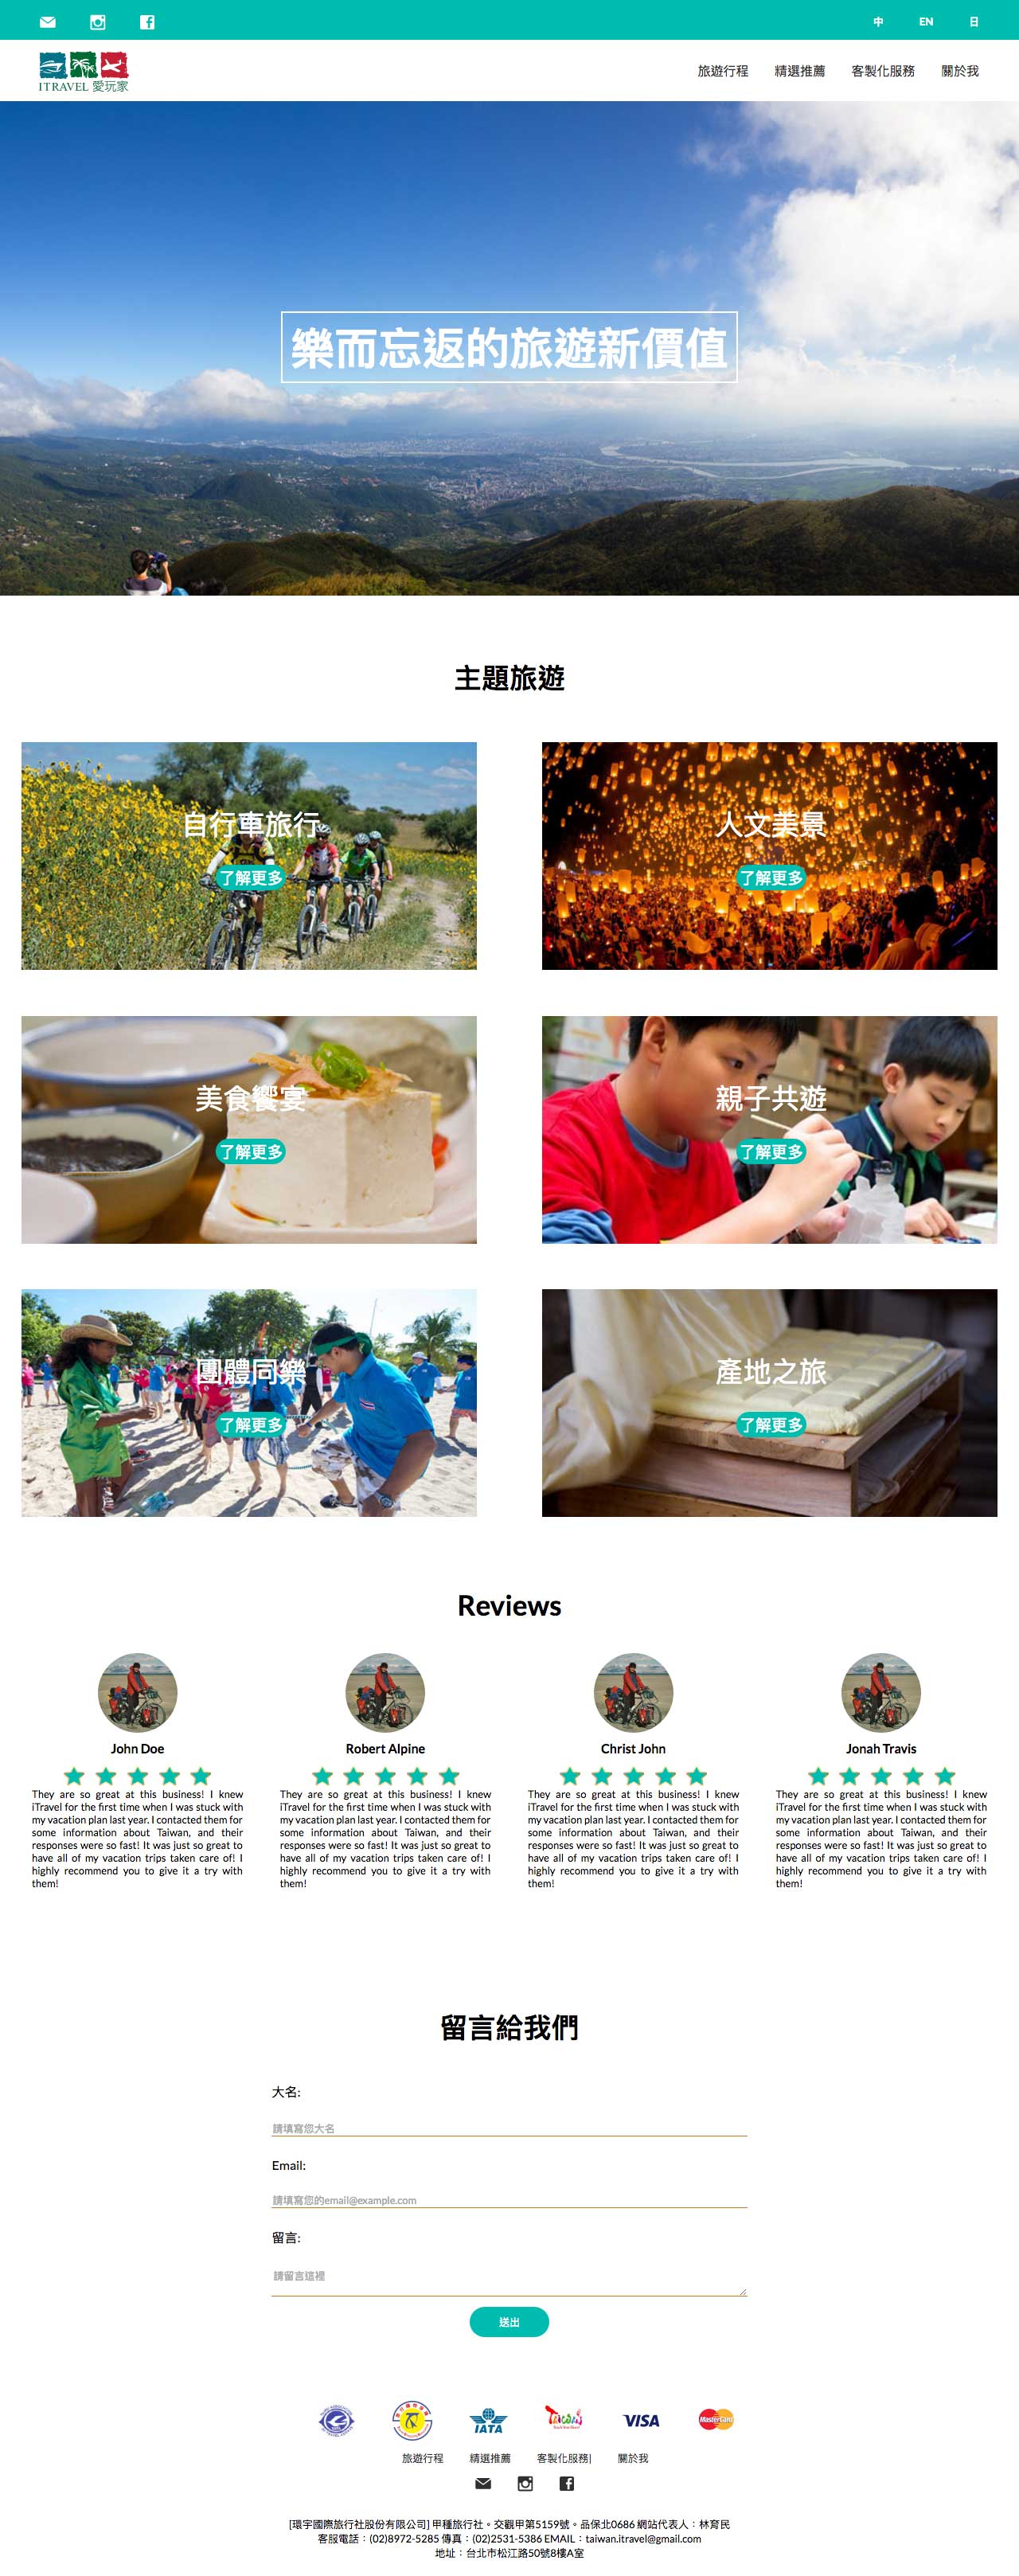 中 EN 日
ITRAVEL 愛玩家
旅遊行程 精選推薦 客製化服務 關於我
樂而忘返的旅遊新價值
主題旅遊
自行車旅行
了解更多
人文美景
了解更多
美食饗宴
了解更多
親子共遊
了解更多
團體同樂
了解更多
產地之旅
了解更多
Reviews
John Doe
They are so great at this business! I knew
iTravel for the first time when I was stuck with
my vacation plan last year. I contacted them for
some information about Taiwan, and their
responses were so fast! It was just so great to
have all of my vacation trips taken care of! I
highly recommend you to give it a try with
them!
Robert Alpine
They are so great at this business! I knew
iTravel for the first time when I was stuck with
my vacation plan last year. I contacted them for
some information about Taiwan, and their
responses were so fast! It was just so great to
have all of my vacation trips taken care of! I
highly recommend you to give it a try with
them!
Christ John
They are so great at this business! I knew
iTravel for the first time when I was stuck with
my vacation plan last year. I contacted them for
some information about Taiwan, and their
responses were so fast! It was just so great to
have all of my vacation trips taken care of! I
highly recommend you to give it a try with
them!
Jonah Travis
They are so great at this business! I knew
iTravel for the first time when I was stuck with
my vacation plan last year. I contacted them for
some information about Taiwan, and their
responses were so fast! It was just so great to
have all of my vacation trips taken care of! I
highly recommend you to give it a try with
them!
留言給我們
大名:
請填寫您大名
Email:
請填寫您的email@example.com
留言:
請留言這裡
送出
IATA Taiwan VISA MasterCard
旅遊行程 精選推薦 客製化服務| 關於我
[環宇國際旅行社股份有限公司] 甲種旅行社。交觀甲第5159號。品保北0686 網站代表人：林育民
客服電話：(02)8972-5285 傳真：(02)2531-5386 EMAIL：taiwan.itravel@gmail.com
地址：台北市松江路50號8樓A室